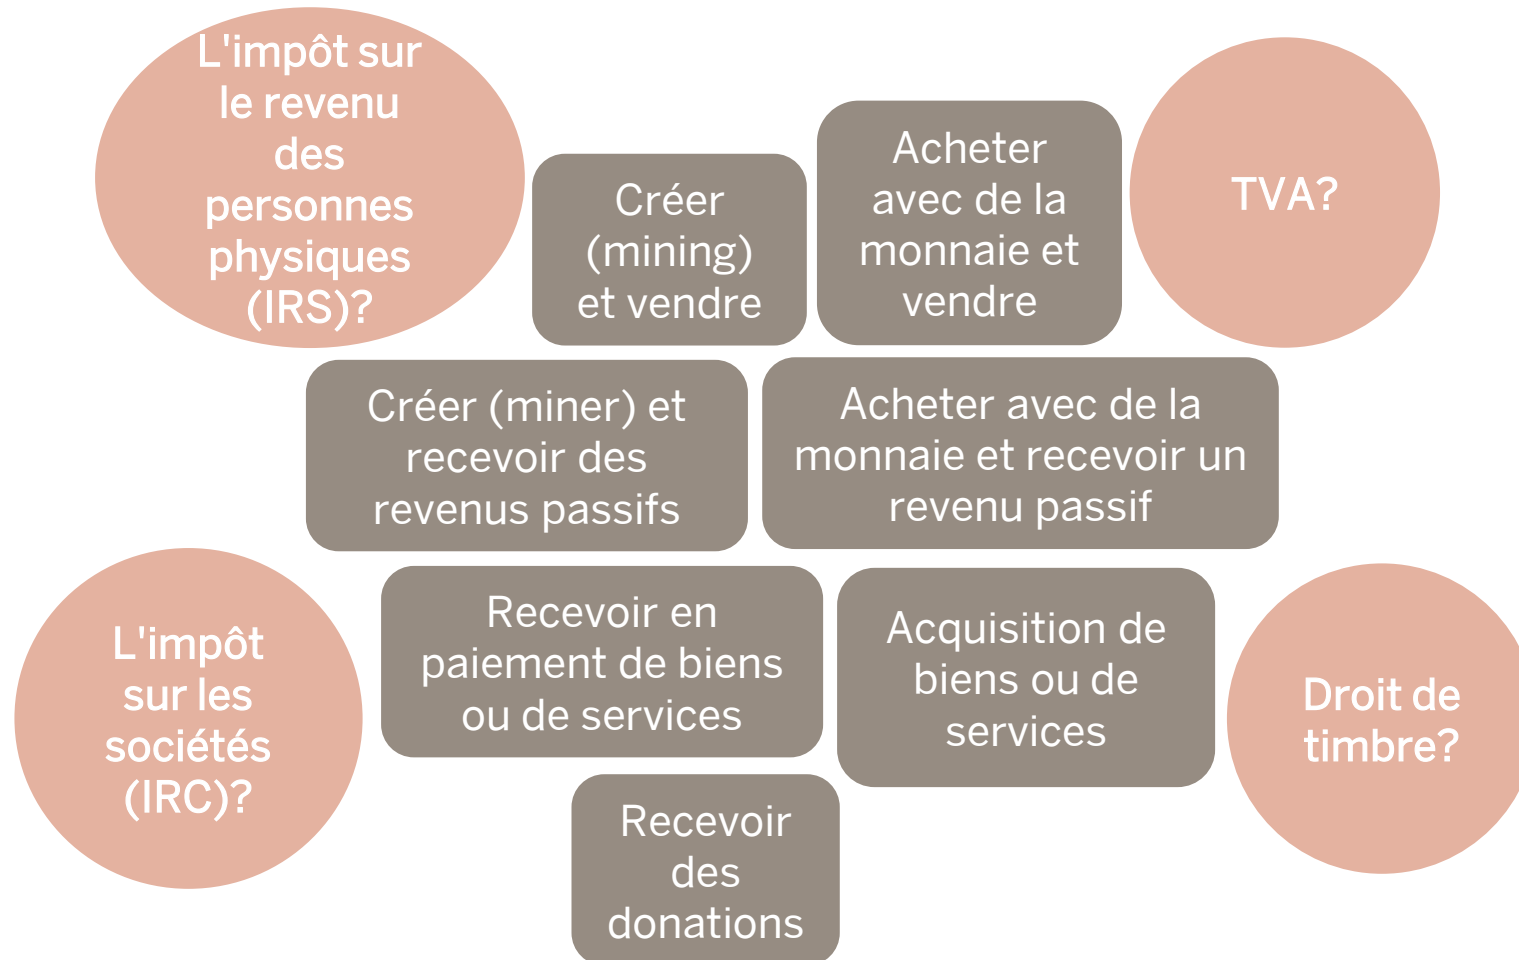 L'impôt sur
le revenu
des
personnes
physiques
(IRS)?
Créer
(mining)
et vendre
Acheter
avec de la
monnaie et
vendre
TVA?
Créer (miner) et
recevoir des
revenus passifs
Acheter avec de la
monnaie et recevoir un
revenu passif
L'impôt
sur les
sociétés
(IRC)?
Recevoir en
paiement de biens
ou de services
Acquisition de
biens ou de
services
Droit de
timbre?
Recevoir
des
donations